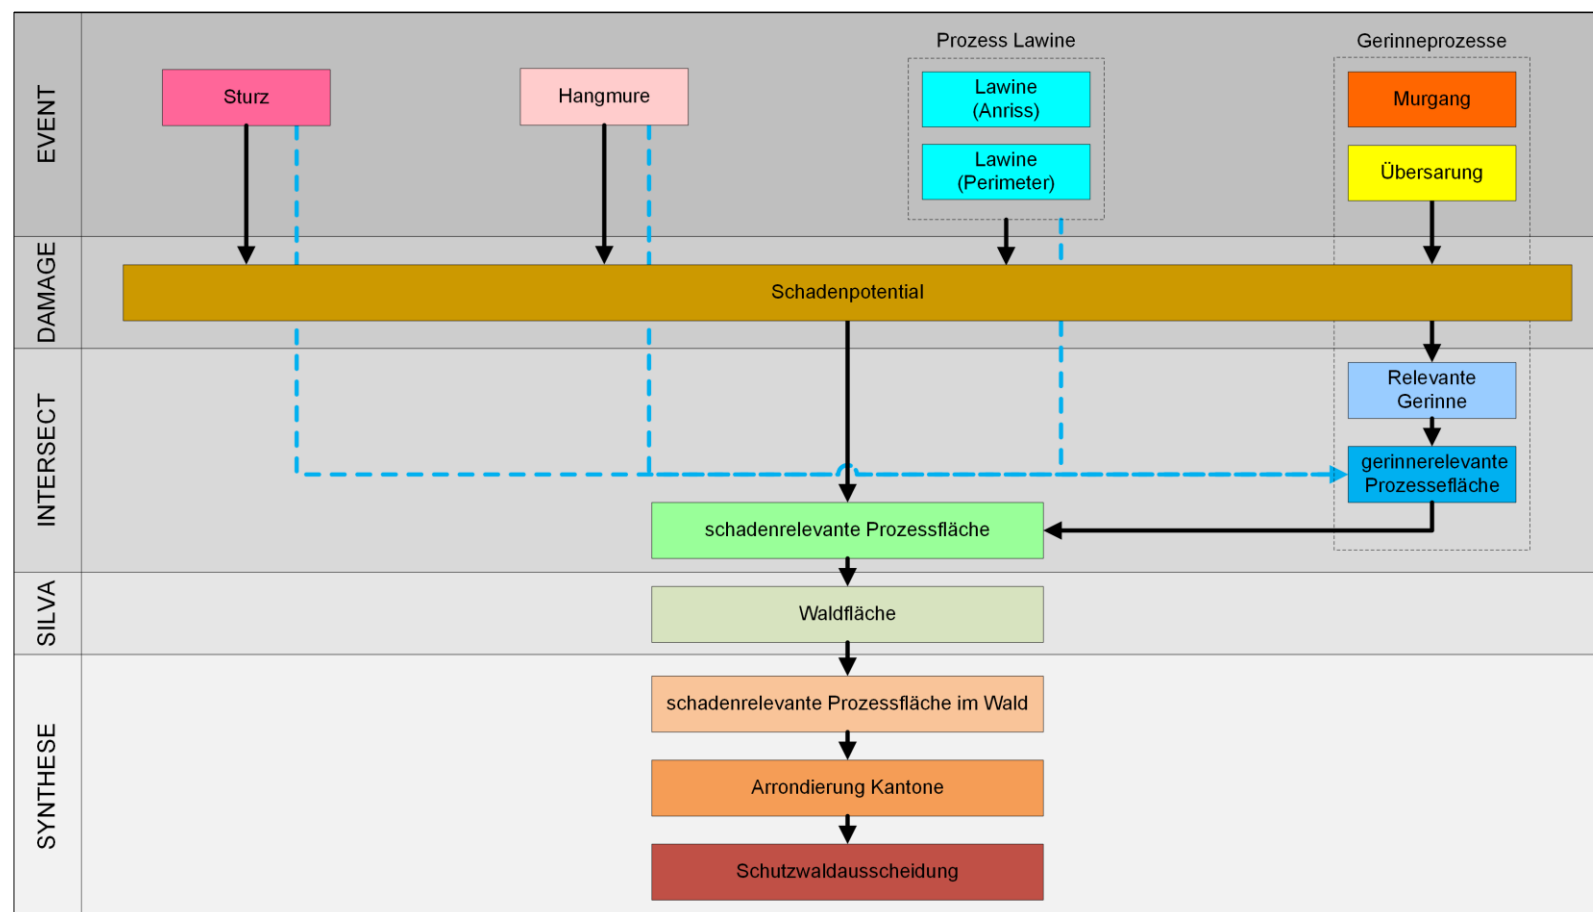 EVENT
Prozess Lawine
Gerinneprozesse
Sturz
Hangmure
Lawine
(Anriss)
Lawine
(Perimeter)
Murgang
Übersarung
DAMAGE
Schadenpotential
INTERSECT
Relevante
Gerinne
gerinnerelevante
Prozessefläche
schadenrelevante Prozessfläche
SILVA
Waldfläche
SYNTHESE
schadenrelevante Prozessfläche im Wald
Arrondierung Kantone
Schutzwaldausscheidung